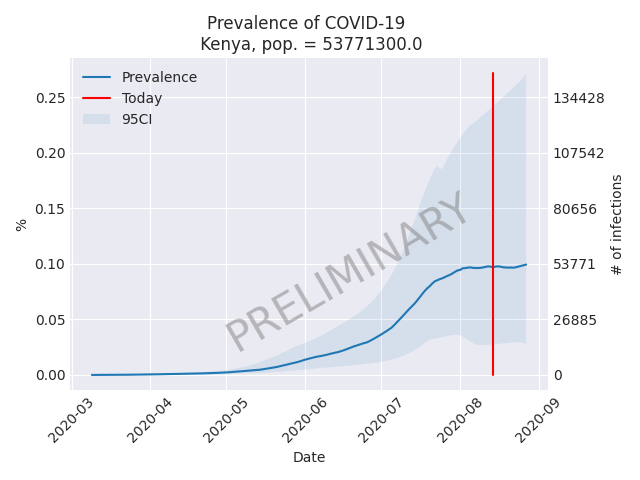 Prevalence of COVID-19
Kenya, pop. = 53771300.0
Prevalence
Today
95CI
0.25
0.20
0.15
0.10
0.05
0.00
%
134428
107542
80656
53771
26885
0
# of infections
PRELIMINARY
2020-03
2020-04
2020-05
2020-06
2020-07
2020-08
2020-09
Date